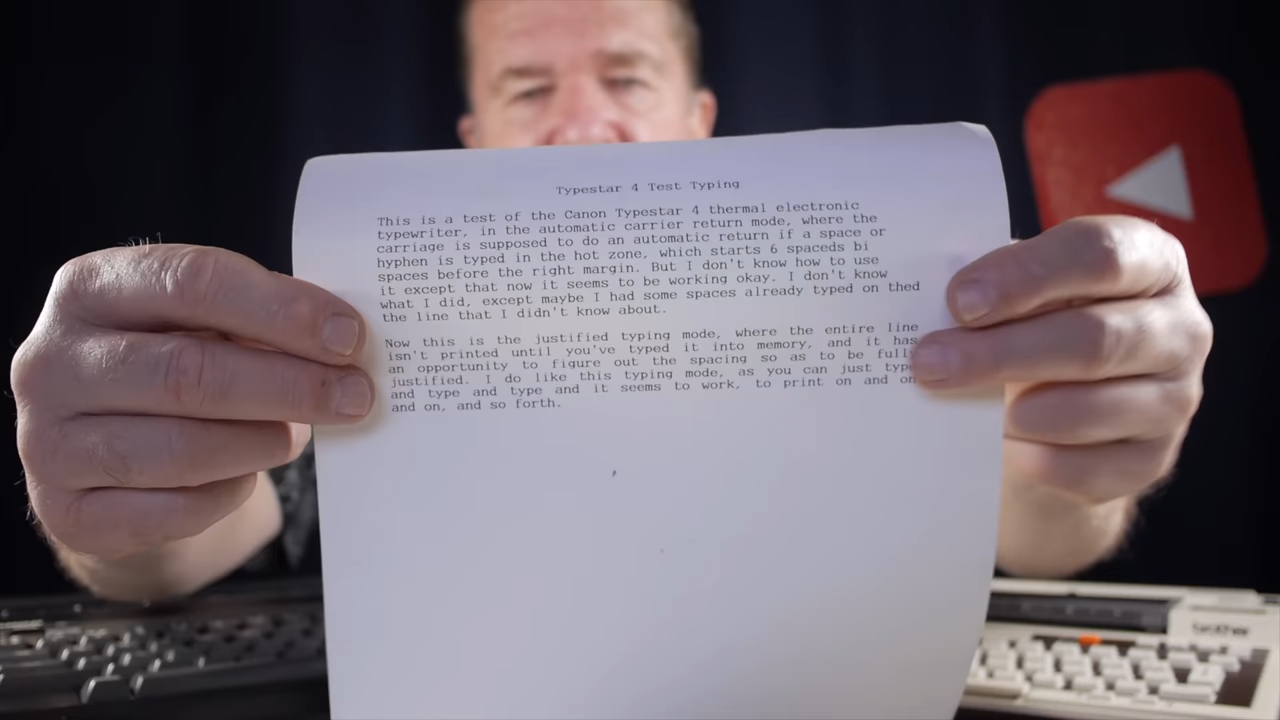 Typestar 4 Test Typing
This is a test of the Canon Typestar 4 thermal electronic
typewriter, in the automatic carrier return mode, where the
carriage is supposed to do an automatic return if a space or
hyphen is typed in the hot zone, which starts 6 spaceds bi
spaces before the right margin. But I don't know how to use
it except that now it seems to be working okay. I don't know
what I did, except maybe I had some spaces already typed on thed
the line that I didn't know about.
Now this is the justified typing mode, where the entire line
isn't printed until you've typed it into memory, and it has
an opportunity to figure out the spacing so as to be fully
justified. I do like this typing mode, as you can just type
and type and type and it seems to work, to print on and on
and on, and so forth.
brother